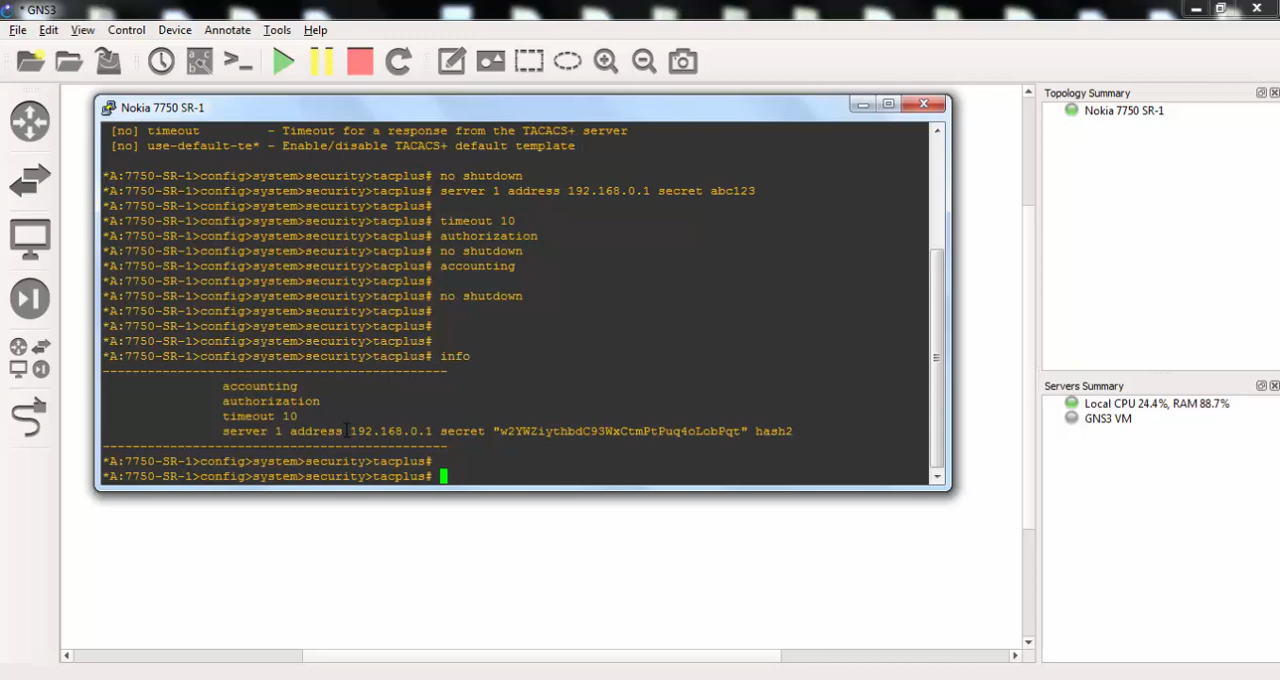 * GNS3
File Edit View Control Device Annotate Tools Help
Nokia 7750 SR-1
[no] timeout - Timeout for a response from the TACACS+ server
[no] use-default-te* - Enable/disable TACACS+ default template
*A:7750-SR-1>config>system>security>tacplus# no shutdown
*A:7750-SR-1>config>system>security>tacplus# server 1 address 192.168.0.1 secret abc123
*A:7750-SR-1>config>system>security>tacplus#
*A:7750-SR-1>config>system>security>tacplus# timeout 10
*A:7750-SR-1>config>system>security>tacplus# authorization
*A:7750-SR-1>config>system>security>tacplus# no shutdown
*A:7750-SR-1>config>system>security>tacplus# accounting
*A:7750-SR-1>config>system>security>tacplus#
*A:7750-SR-1>config>system>security>tacplus# no shutdown
*A:7750-SR-1>config>system>security>tacplus#
*A:7750-SR-1>config>system>security>tacplus#
*A:7750-SR-1>config>system>security>tacplus#
*A:7750-SR-1>config>system>security>tacplus# info
----------------------------------------------
accounting
authorization
timeout 10
server 1 address 192.168.0.1 secret "w2YWZiythbdC93WxCtmPtPuq4oLobPqt" hash2
----------------------------------------------
*A:7750-SR-1>config>system>security>tacplus#
*A:7750-SR-1>config>system>security>tacplus#
Topology Summary
Nokia 7750 SR-1
Servers Summary
Local CPU 24.4%, RAM 88.7%
GNS3 VM